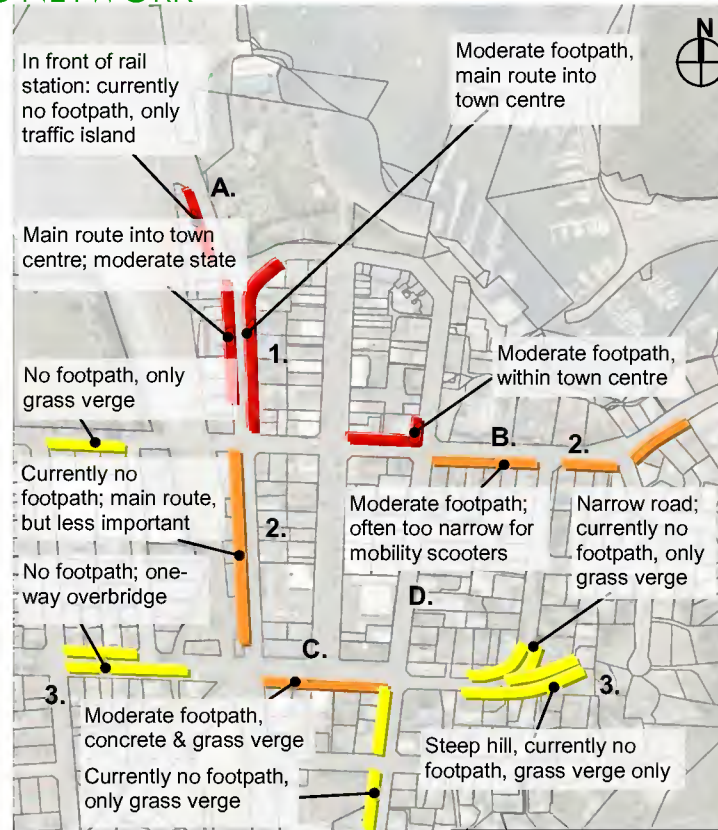 In front of rail
station: currently
no footpath, only
traffic island
Moderate footpath,
main route into
town centre
N
A.
Main route into town
centre; moderate state
1.
Moderate footpath,
within town centre
No footpath, only
grass verge
B.
2.
Currently no
footpath; main route,
but less important
2.
Moderate footpath;
often too narrow for
mobility scooters
Narrow road;
currently no
footpath, only
grass verge
No footpath; one-
way overbridge
D.
C.
3.
3.
Moderate footpath,
concrete & grass verge
Steep hill, currently no
footpath, grass verge only
Currently no footpath,
only grass verge